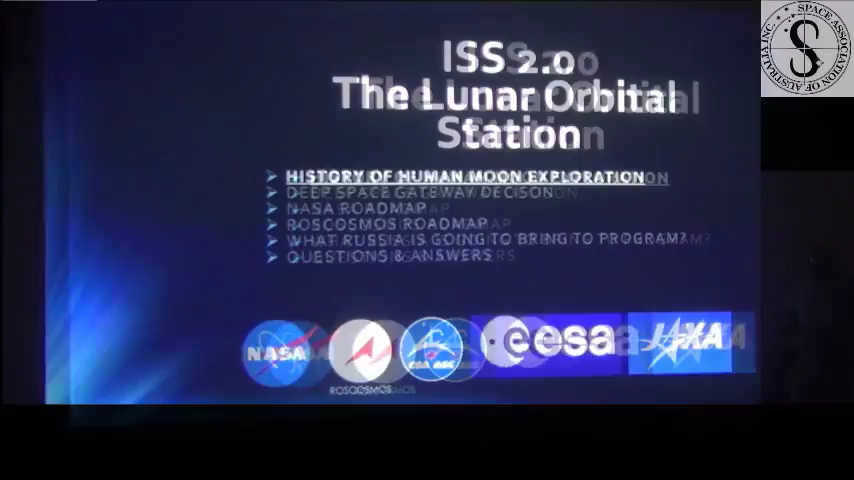 ISS 2.0
The Lunar Orbital
Station
HISTORY OF HUMAN MOON EXPLORATION
DEEP SPACE GATEWAY DECISON
NASA ROADMAP
ROSCOSMOS ROADMAP
WHAT RUSSIA IS GOING TO BRING TO PROGRAM?
QUESTIONS & ANSWERS
NASA
ROSCOSMOS
CSA ASC
esa
JAXA
SPACE ASSOCIATION OF AUSTRALIA INC.
S